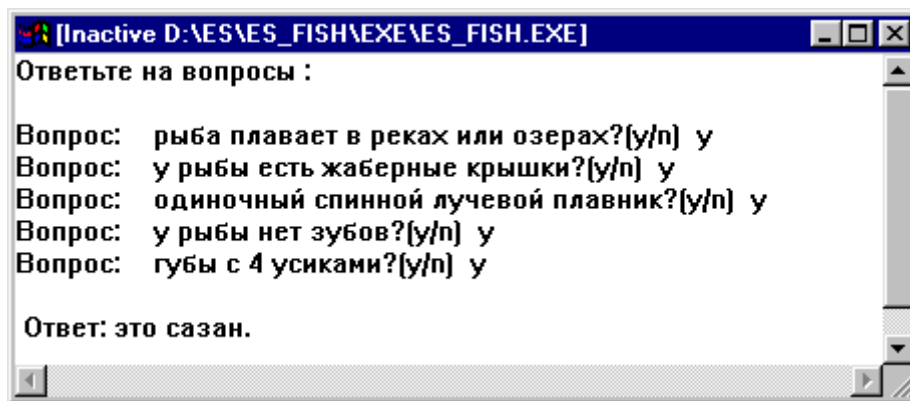 [Inactive D:\ES\ES_FISH\EXE\ES_FISH.EXE]
Ответьте на вопросы :
Вопрос: рыба плавает в реках или озерах?(y/n) y
Вопрос: у рыбы есть жаберные крышки?(y/n) y
Вопрос: одиночный спинной лучевой плавник?(y/n) y
Вопрос: у рыбы нет зубов?(y/n) y
Вопрос: губы с 4 усиками?(y/n) y
Ответ: это сазан.